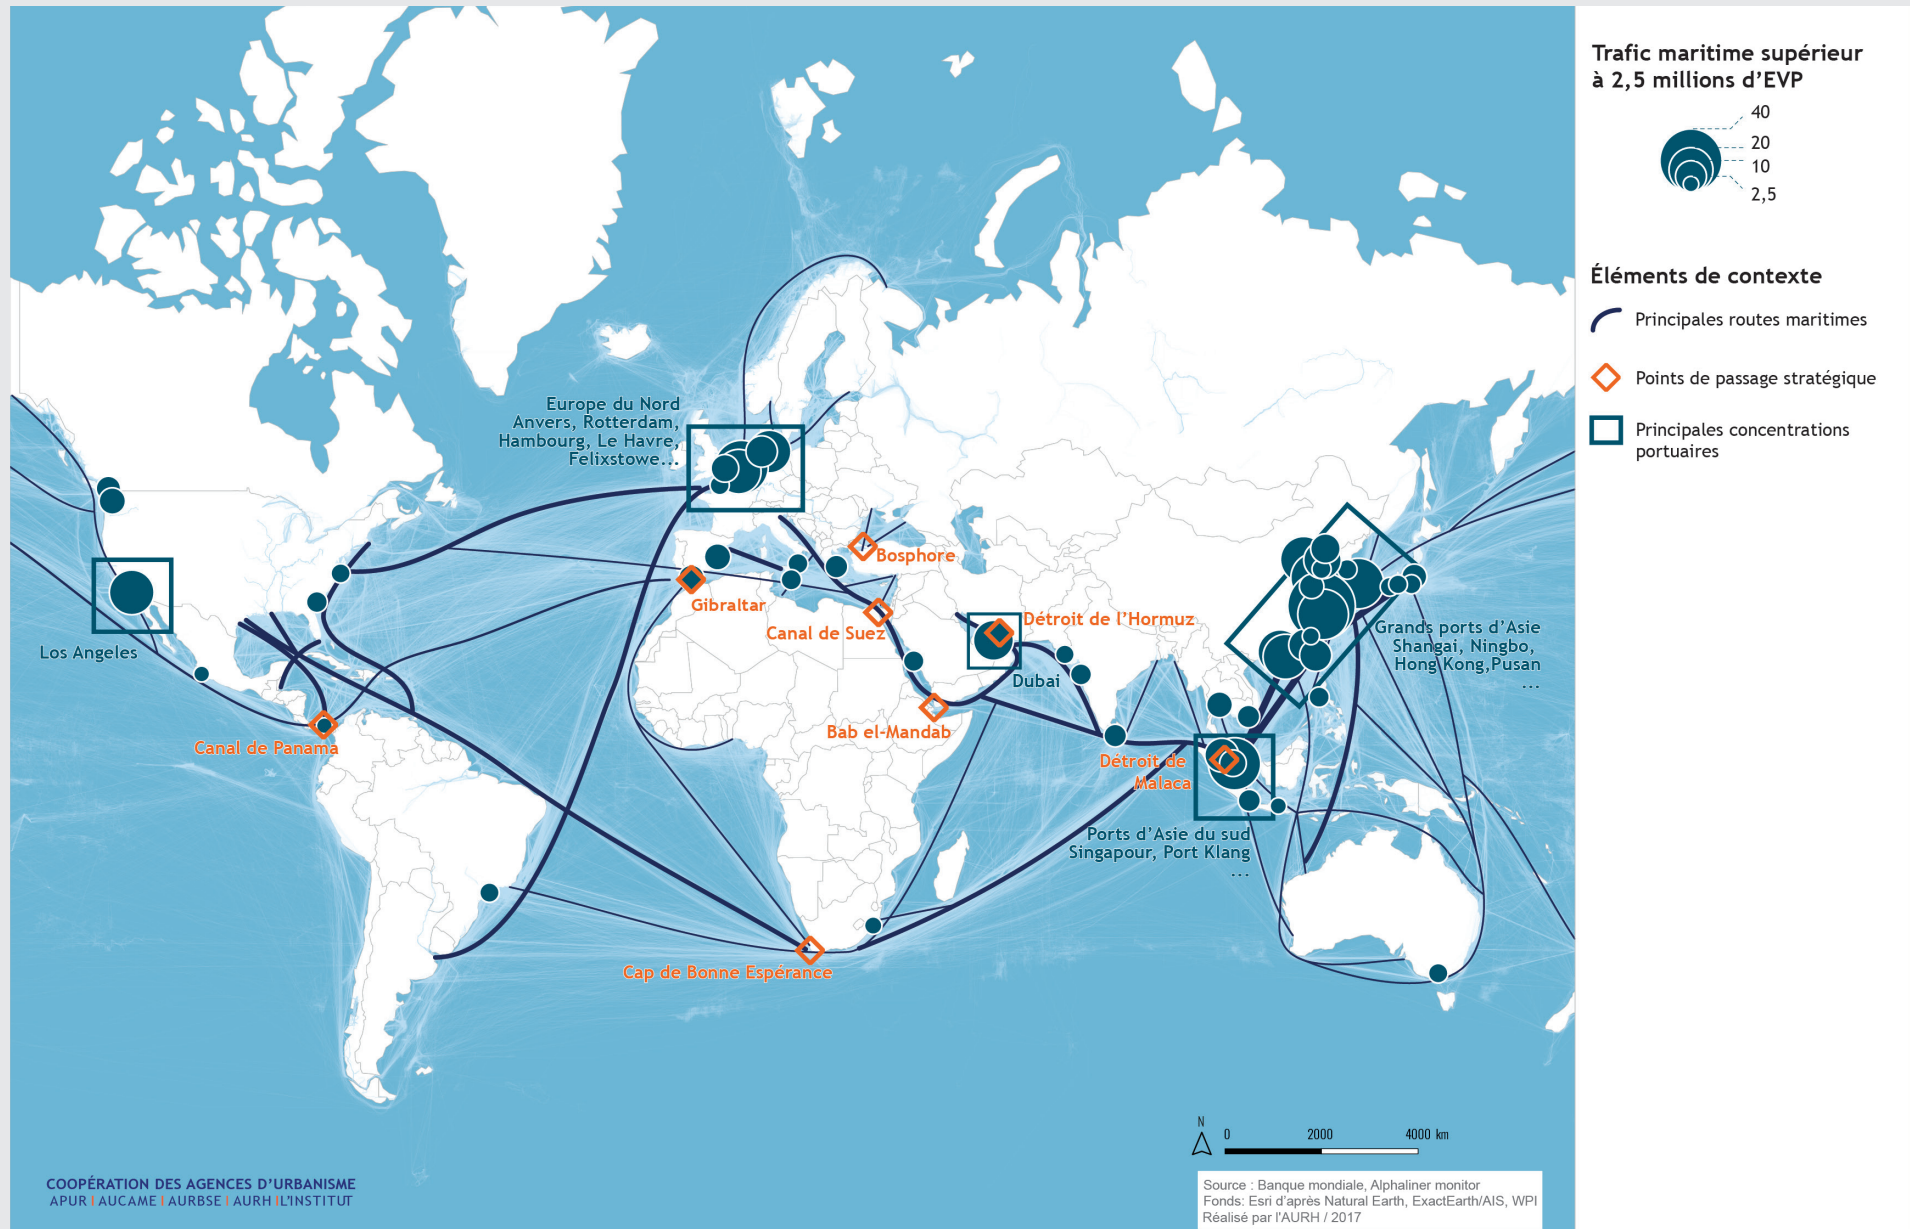 Trafic maritime supérieur
à 2,5 millions d'EVP
40
20
10
2,5
Éléments de contexte
Principales routes maritimes
Points de passage stratégique
Principales concentrations
portuaires
Europe du Nord
Anvers, Rotterdam,
Hambourg, Le Havre,
Felixstowe...
Bosphore
Gibraltar
Canal de Suez
Détroit de l'Hormuz
Dubai
Bab el-Mandab
Los Angeles
Canal de Panama
Grands ports d'Asie
Shangai, Ningbo,
Hong Kong,Pusan
...
Détroit de
Malaca
Ports d'Asie du sud
Singapour, Port Klang
...
Cap de Bonne Espérance
N
0 2000 4000 km
COOPÉRATION DES AGENCES D'URBANISME
APUR | AUCAME | AURBSE | AURH | L'INSTITUT
Source : Banque mondiale, Alphaliner monitor
Fonds: Esri d'après Natural Earth, ExactEarth/AIS, WPI
Réalisé par l'AURH / 2017